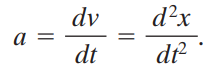 a = dv/dt = d²x/dt².